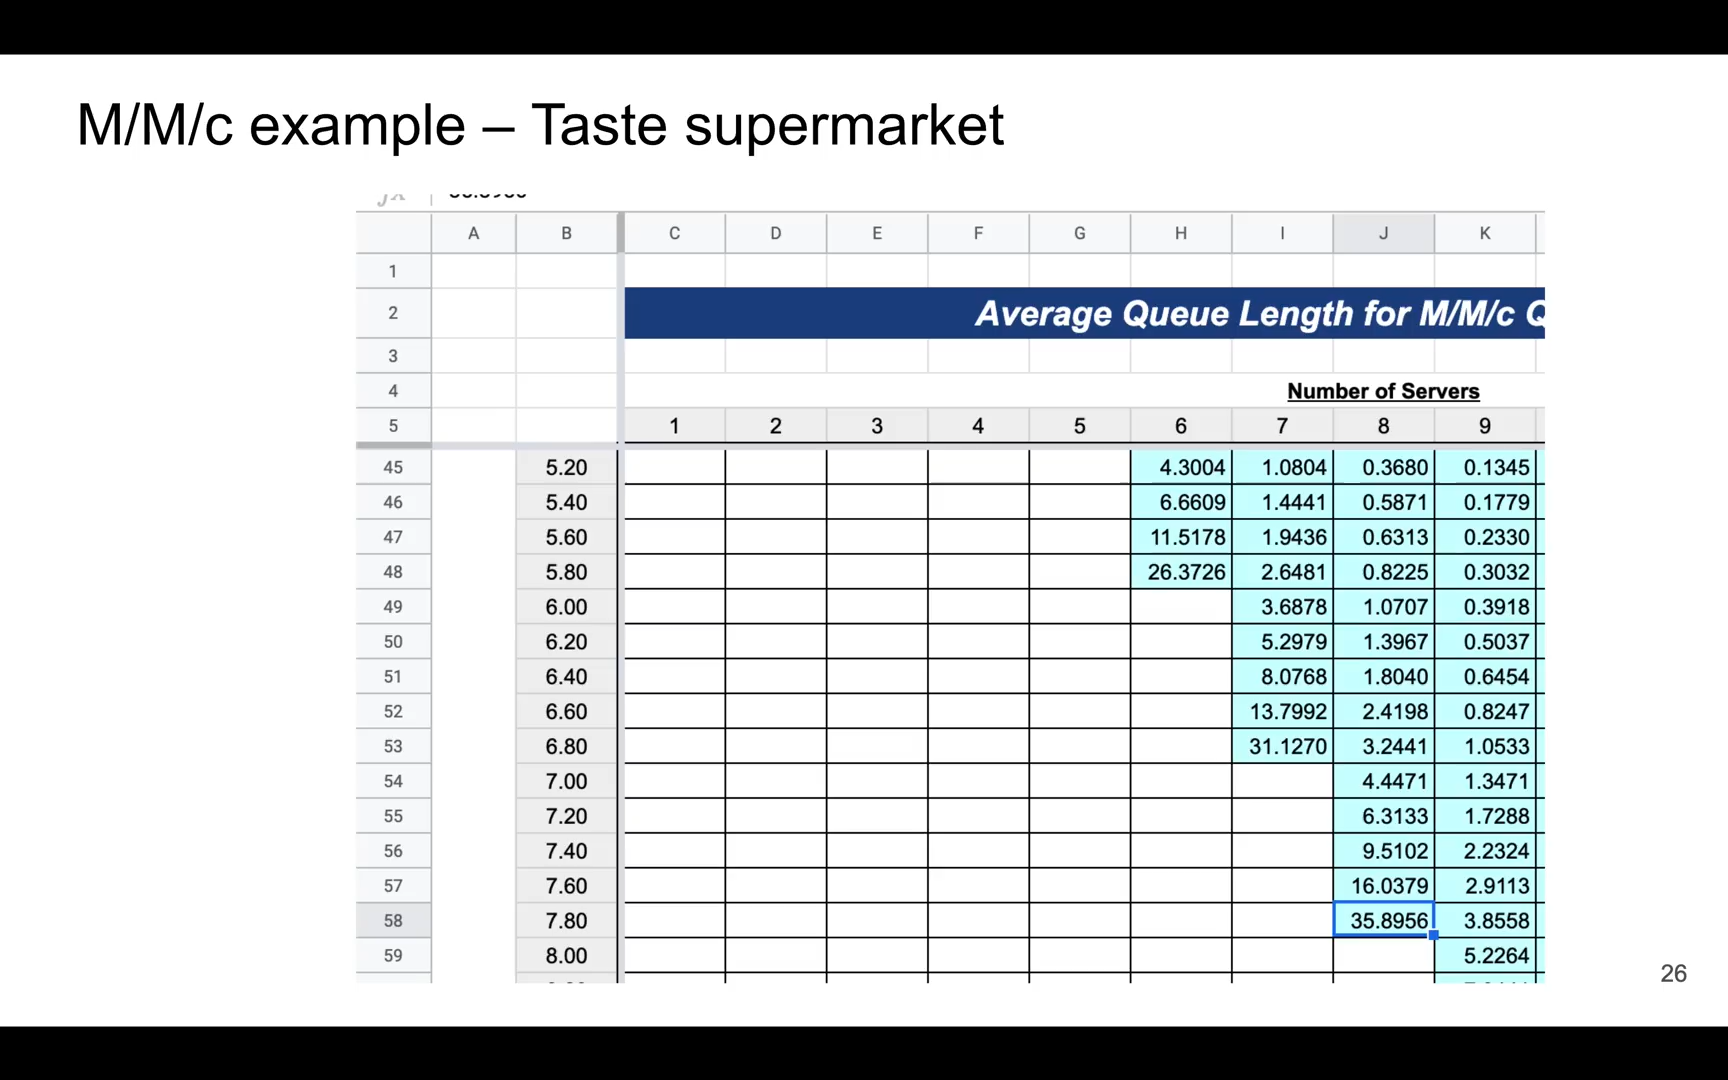 M/M/c example – Taste supermarket
A B C D E F G H I J K
1
2 Average Queue Length for M/M/c
3
4 Number of Servers
5 1 2 3 4 5 6 7 8 9
45 5.20 4.3004 1.0804 0.3680 0.1345
46 5.40 6.6609 1.4441 0.5871 0.1779
47 5.60 11.5178 1.9436 0.6313 0.2330
48 5.80 26.3726 2.6481 0.8225 0.3032
49 6.00 3.6878 1.0707 0.3918
50 6.20 5.2979 1.3967 0.5037
51 6.40 8.0768 1.8040 0.6454
52 6.60 13.7992 2.4198 0.8247
53 6.80 31.1270 3.2441 1.0533
54 7.00 4.4471 1.3471
55 7.20 6.3133 1.7288
56 7.40 9.5102 2.2324
57 7.60 16.0379 2.9113
58 7.80 35.8956 3.8558
59 8.00 5.2264
26